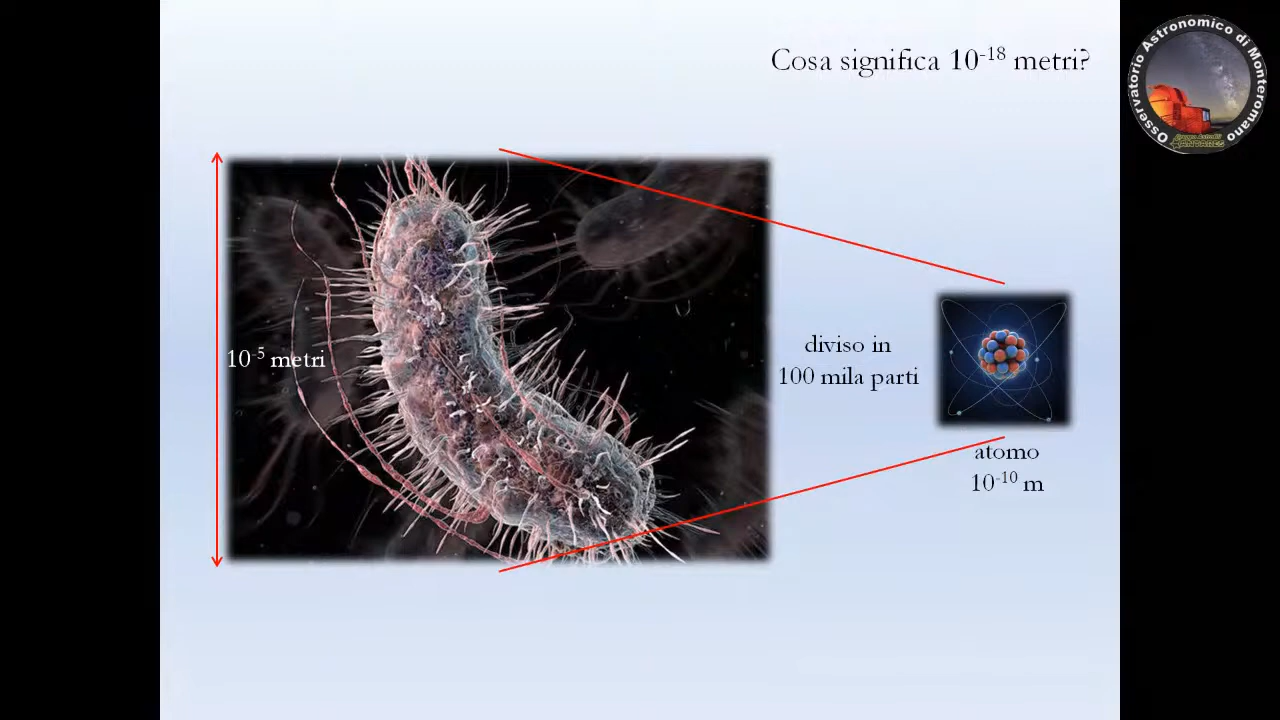 Cosa significa 10⁻¹⁸ metri?
Osservatorio Astronomico di Monteromano
10⁻⁵ metri
diviso in
100 mila parti
atomo
10⁻¹⁰ m